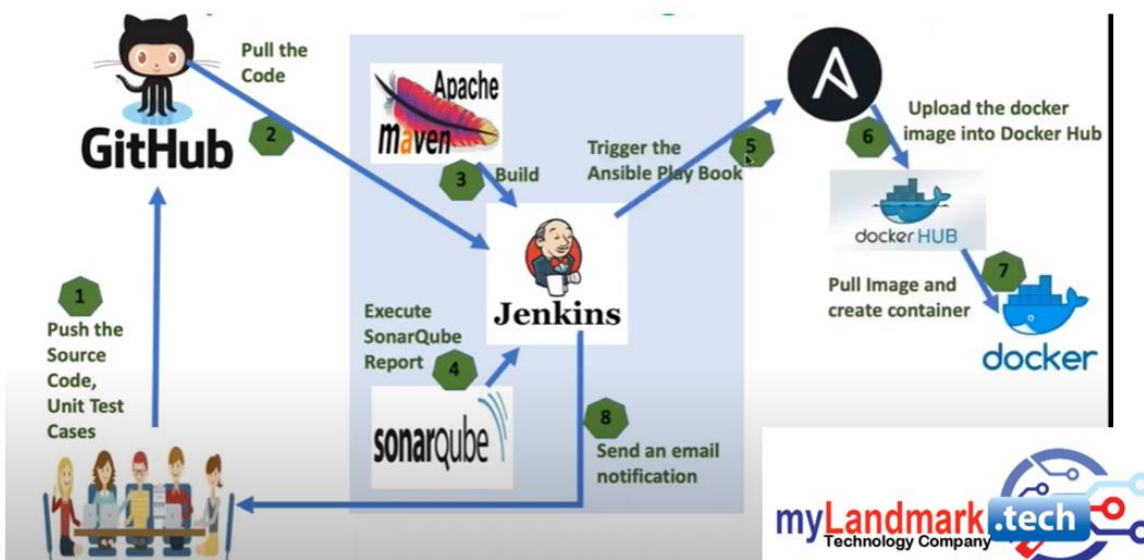 Pull the
Code
GitHub
2
Apache
maven
3
Build
Trigger the
Ansible Play Book
5
A
6
Upload the docker
image into Docker Hub
docker HUB
7
Pull Image and
create container
docker
1
Push the
Source
Code,
Unit Test
Cases
Jenkins
Execute
SonarQube
Report
4
sonarqube
8
Send an email
notification
myLandmark.tech
Technology Company